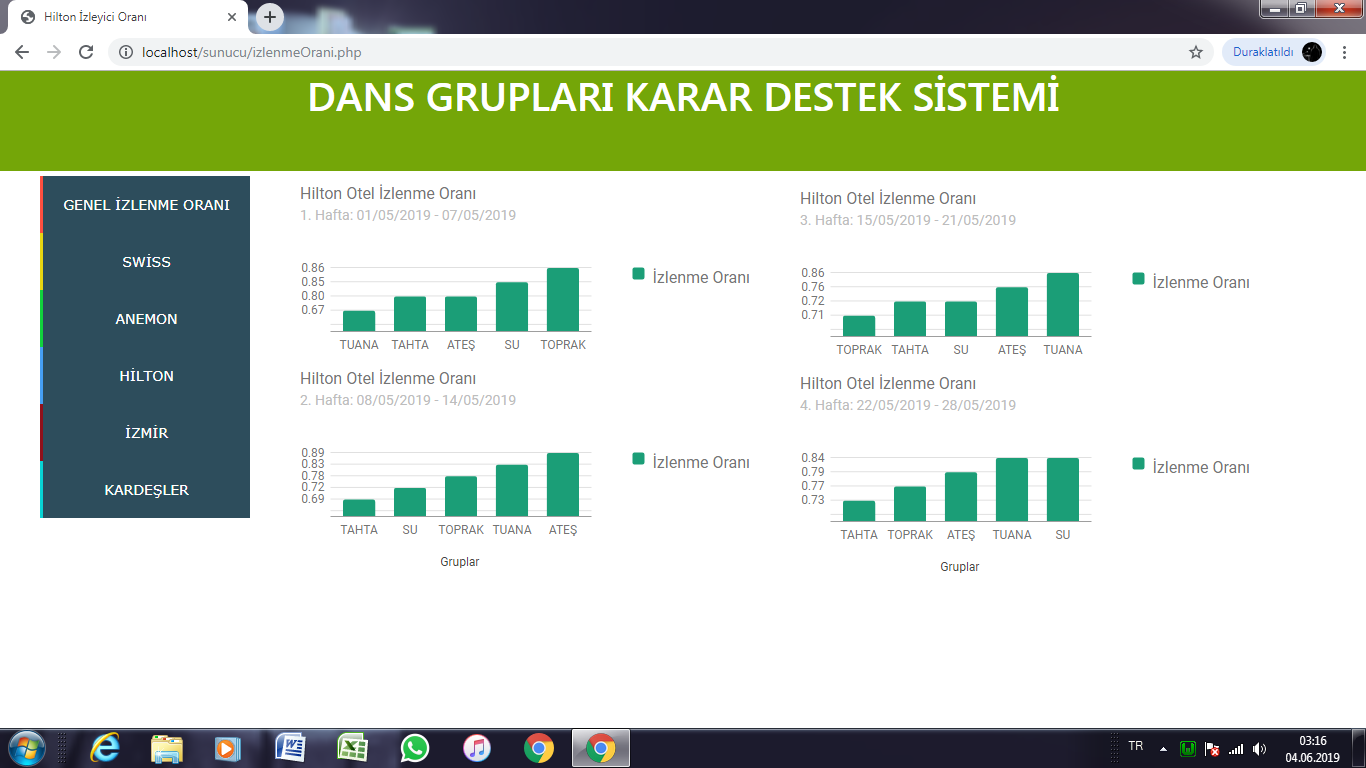 Hilton İzleyici Oranı
localhost/sunucu/izlenmeOrani.php
Duraklatıldı
DANS GRUPLARI KARAR DESTEK SİSTEMİ
GENEL İZLENME ORANI
SWİSS
ANEMON
HİLTON
İZMİR
KARDEŞLER
Hilton Otel İzlenme Oranı
1. Hafta: 01/05/2019 - 07/05/2019
0.86
0.85
0.80
0.67
İzlenme Oranı
TUANA TAHTA ATEŞ SU TOPRAK
Hilton Otel İzlenme Oranı
2. Hafta: 08/05/2019 - 14/05/2019
0.89
0.83
0.78
0.72
0.69
İzlenme Oranı
TAHTA SU TOPRAK TUANA ATEŞ
Gruplar
Hilton Otel İzlenme Oranı
3. Hafta: 15/05/2019 - 21/05/2019
0.86
0.76
0.72
0.71
İzlenme Oranı
TOPRAK TAHTA SU ATEŞ TUANA
Hilton Otel İzlenme Oranı
4. Hafta: 22/05/2019 - 28/05/2019
0.84
0.79
0.77
0.73
İzlenme Oranı
TAHTA TOPRAK ATEŞ TUANA SU
Gruplar
TR
03:16
04.06.2019